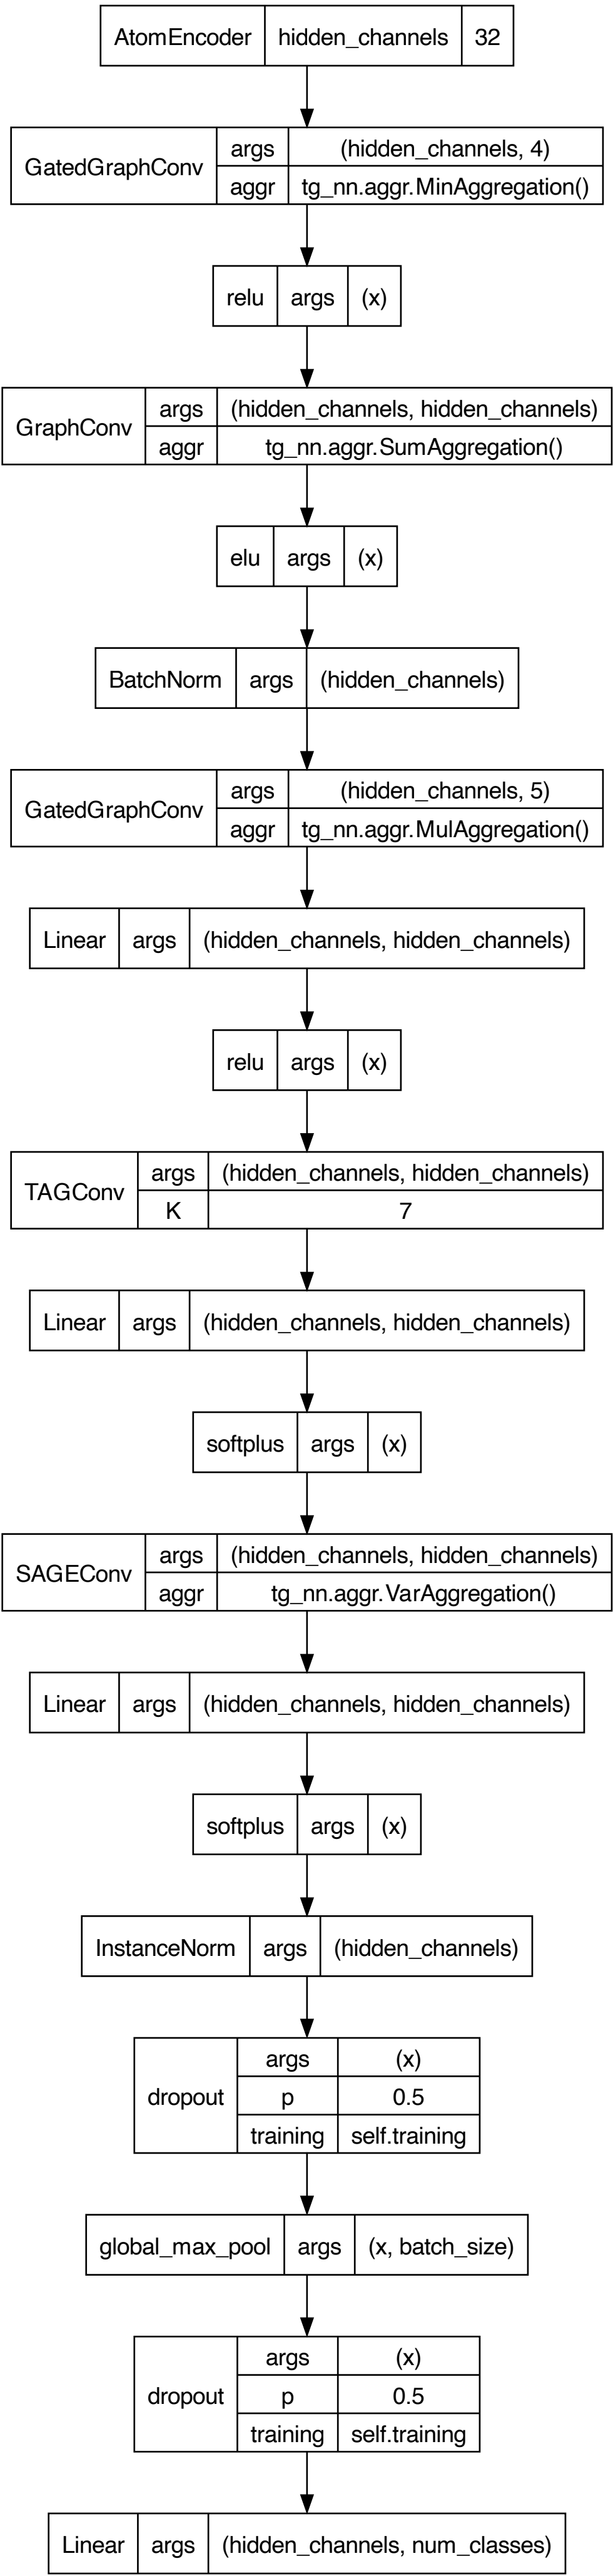 AtomEncoder hidden_channels 32
GatedGraphConv args (hidden_channels, 4)
aggr tg_nn.aggr.MinAggregation()
relu args (x)
GraphConv args (hidden_channels, hidden_channels)
aggr tg_nn.aggr.SumAggregation()
elu args (x)
BatchNorm args (hidden_channels)
GatedGraphConv args (hidden_channels, 5)
aggr tg_nn.aggr.MulAggregation()
Linear args (hidden_channels, hidden_channels)
relu args (x)
TAGConv args (hidden_channels, hidden_channels)
K 7
Linear args (hidden_channels, hidden_channels)
softplus args (x)
SAGEConv args (hidden_channels, hidden_channels)
aggr tg_nn.aggr.VarAggregation()
Linear args (hidden_channels, hidden_channels)
softplus args (x)
InstanceNorm args (hidden_channels)
dropout args (x)
p 0.5
training self.training
global_max_pool args (x, batch_size)
dropout args (x)
p 0.5
training self.training
Linear args (hidden_channels, num_classes)